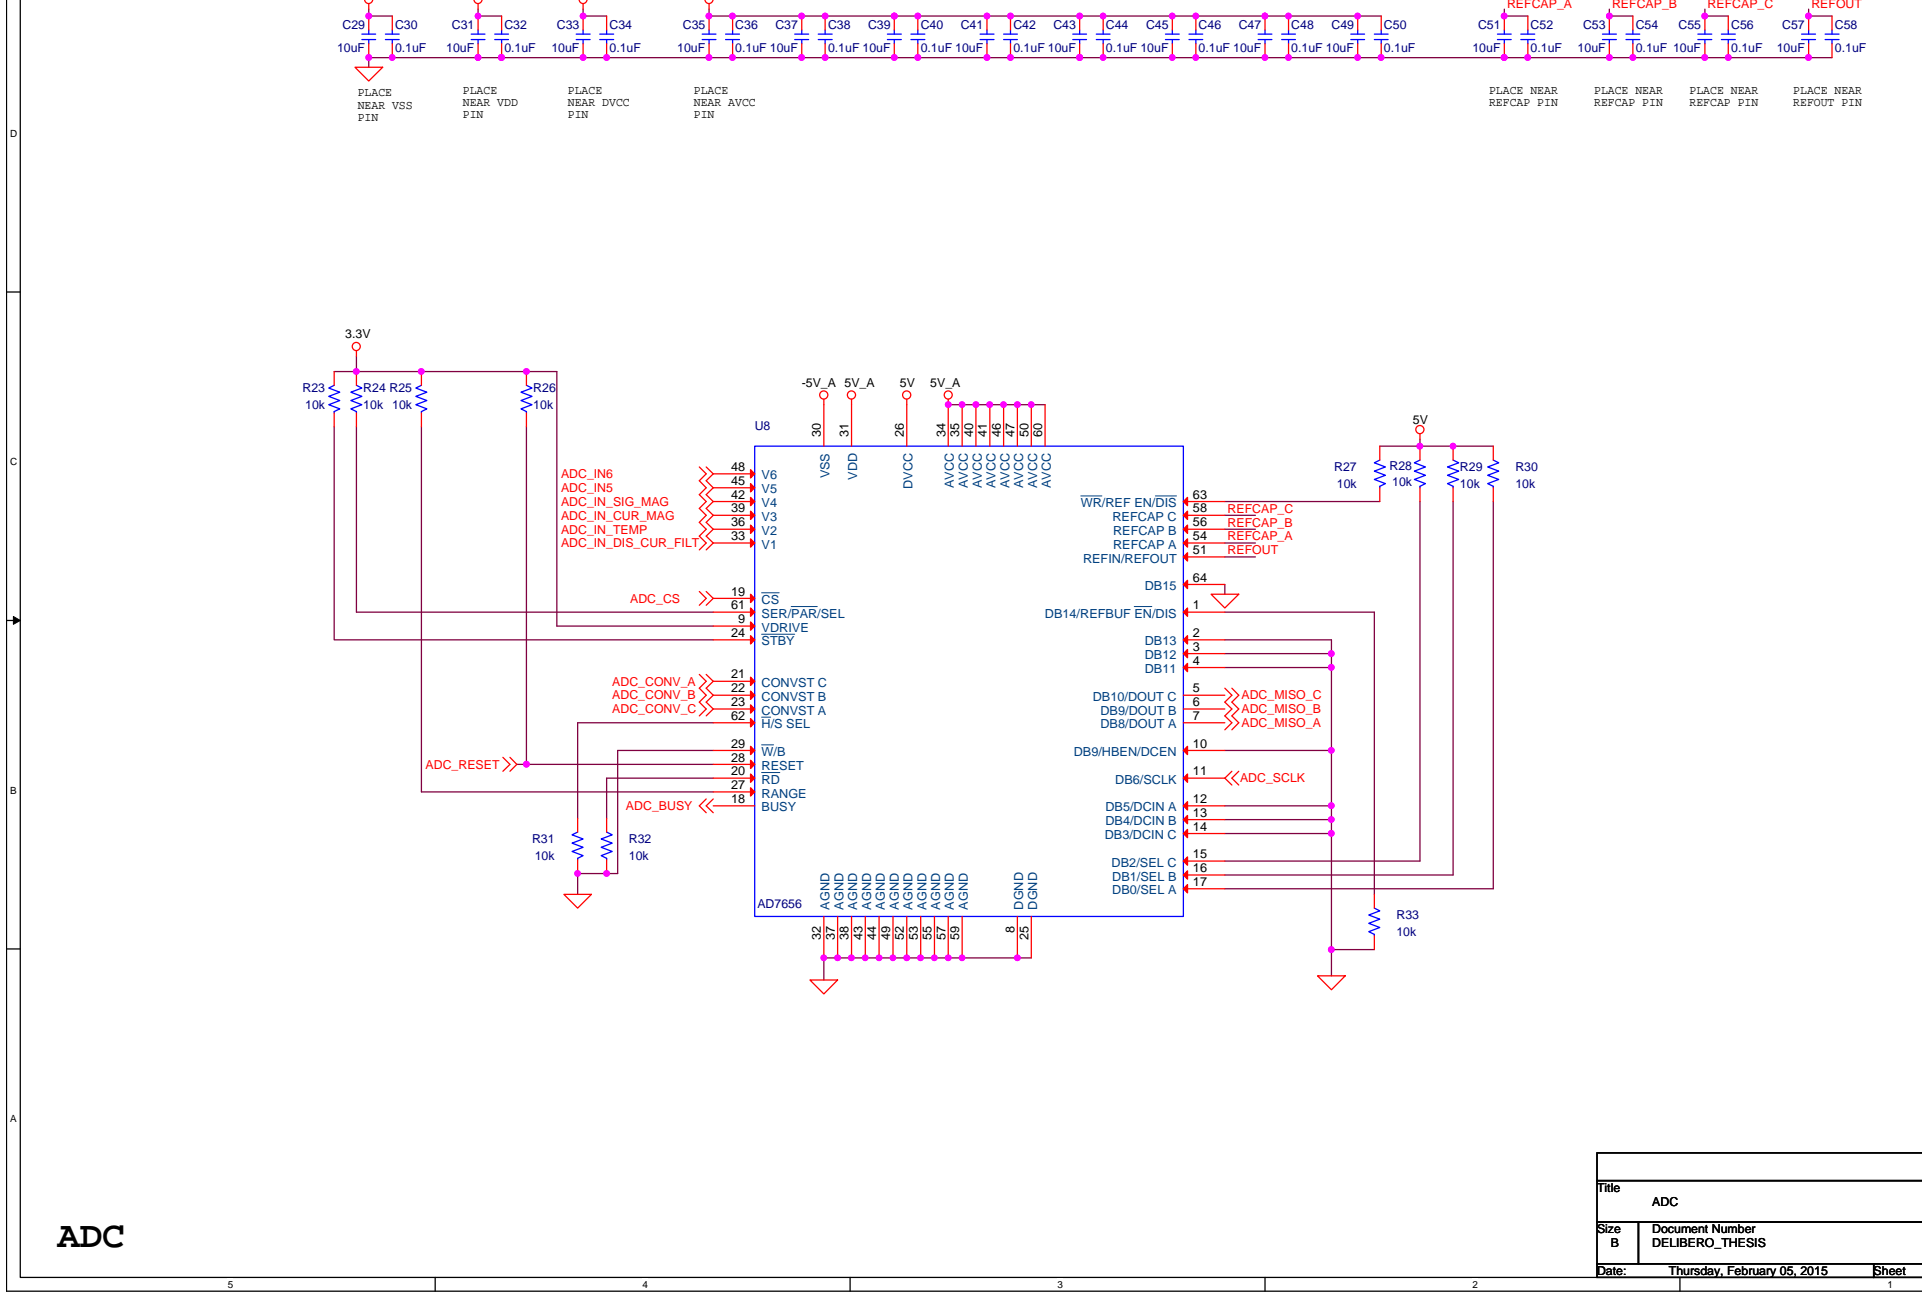 REFCAP_A REFCAP_B REFCAP_C REFOUT
C29 C30 C31 C32 C33 C34 C35 C36 C37 C38 C39 C40 C41 C42 C43 C44 C45 C46 C47 C48 C49 C50 C51 C52 C53 C54 C55 C56 C57 C58
10uF 0.1uF 10uF 0.1uF 10uF 0.1uF 10uF 0.1uF 10uF 0.1uF 10uF 0.1uF 10uF 0.1uF 10uF 0.1uF 10uF 0.1uF 10uF 0.1uF 10uF 0.1uF 10uF 0.1uF 10uF 0.1uF 10uF 0.1uF 10uF 0.1uF
PLACE
NEAR VSS
PIN
PLACE
NEAR VDD
PIN
PLACE
NEAR DVCC
PIN
PLACE
NEAR AVCC
PIN
PLACE NEAR
REFCAP PIN
PLACE NEAR
REFCAP PIN
PLACE NEAR
REFCAP PIN
PLACE NEAR
REFOUT PIN
D
C
B
A
3.3V
R23 R24 R25 R26
10k 10k 10k 10k
-5V_A 5V_A 5V 5V_A
U8
30 31 26 34 35 40 41 46 47 50 60
VSS VDD DVCC AVCC AVCC AVCC AVCC AVCC AVCC AVCC AVCC
ADC_IN6 48 V6
ADC_IN5 45 V5
ADC_IN_SIG_MAG 42 V4
ADC_IN_CUR_MAG 39 V3
ADC_IN_TEMP 36 V2
ADC_IN_DIS_CUR_FILT 33 V1
ADC_CS 19 CS
61 SER/PAR/SEL
9 VDRIVE
24 STBY
ADC_CONV_A 21 CONVST C
ADC_CONV_B 22 CONVST B
ADC_CONV_C 23 CONVST A
62 H/S SEL
29 W/B
ADC_RESET 28 RESET
20 RD
27 RANGE
ADC_BUSY 18 BUSY
R31 R32
10k 10k
5V
R27 R28 R29 R30
10k 10k 10k 10k
WR/REF EN/DIS 63
REFCAP C 58 REFCAP_C
REFCAP B 56 REFCAP_B
REFCAP A 54 REFCAP_A
REFIN/REFOUT 51 REFOUT
DB15 64
DB14/REFBUF EN/DIS 1
DB13 2
DB12 3
DB11 4
DB10/DOUT C 5 ADC_MISO_C
DB9/DOUT B 6 ADC_MISO_B
DB8/DOUT A 7 ADC_MISO_A
DB9/HBEN/DCEN 10
DB6/SCLK 11 ADC_SCLK
DB5/DCIN A 12
DB4/DCIN B 13
DB3/DCIN C 14
DB2/SEL C 15
DB1/SEL B 16
DB0/SEL A 17
R33
10k
AGND AGND AGND AGND AGND AGND AGND AGND AGND AGND AGND DGND DGND
AD7656
32 37 38 43 44 49 52 53 55 57 59 8 25
ADC
Title
ADC
Size Document Number
B DELIBERO_THESIS
Date: Thursday, February 05, 2015 Sheet
5 4 3 2 1